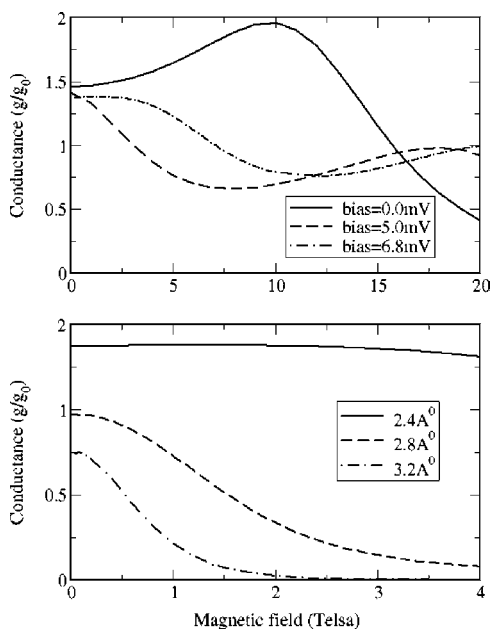 2
1.5
1
0.5
0
Conductance (g/g₀)
bias=0.0mV
bias=5.0mV
bias=6.8mV
0 5 10 15 20
2
1
0.5
0
Conductance (g/g₀)
2.4A⁰
2.8A⁰
3.2A⁰
0 1 2 3 4
Magnetic field (Telsa)